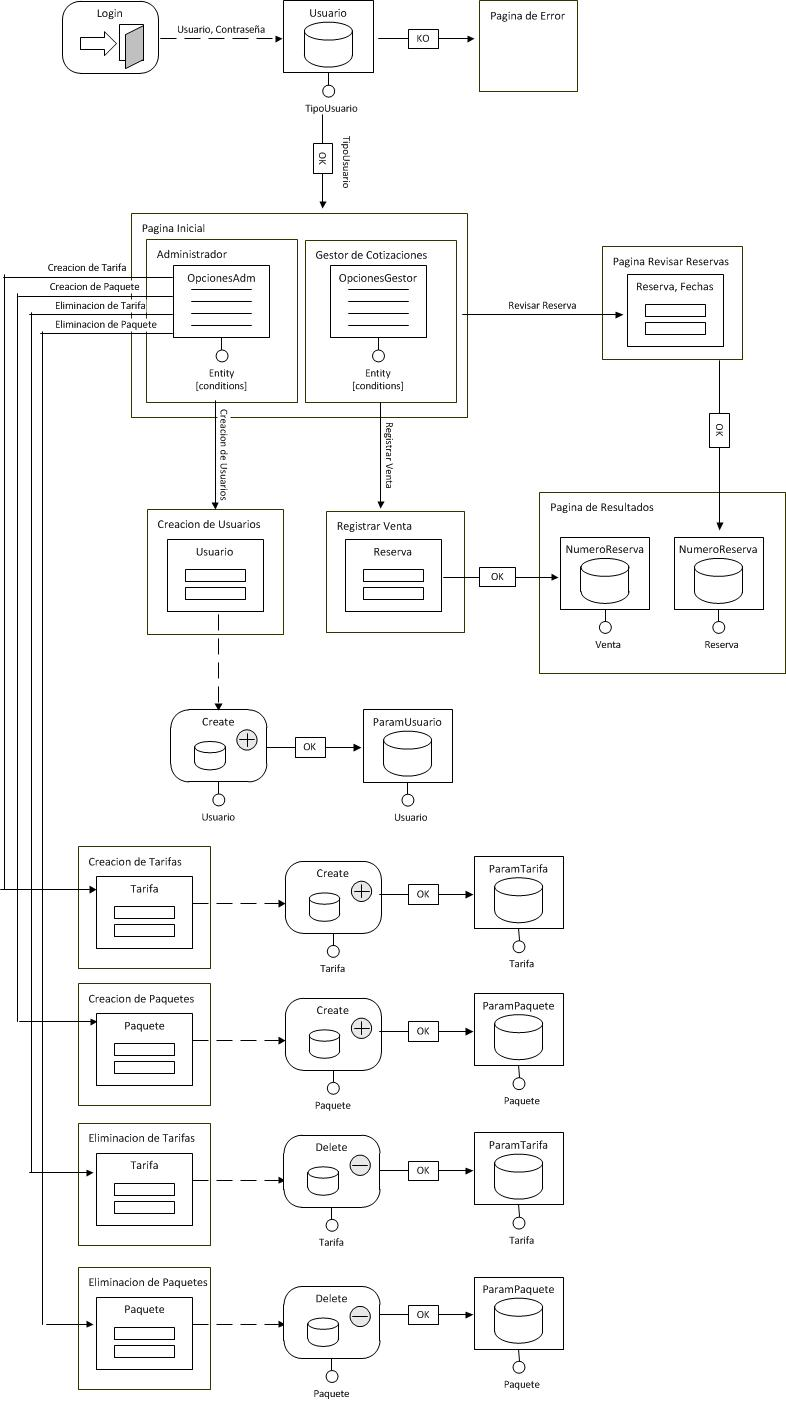 Login
Usuario, Contraseña
Usuario
KO
Pagina de Error
TipoUsuario
OK
TipoUsuario
Pagina Inicial
Administrador
OpcionesAdm
Entity
[conditions]
Gestor de Cotizaciones
OpcionesGestor
Entity
[conditions]
Creacion de Tarifa
Creacion de Paquete
Eliminacion de Tarifa
Eliminacion de Paquete
Revisar Reserva
Pagina Revisar Reservas
Reserva, Fechas
OK
Creacion de Usuarios
Registrar Venta
Creacion de Usuarios
Usuario
Registrar Venta
Reserva
OK
Pagina de Resultados
NumeroReserva
Venta
NumeroReserva
Reserva
Create
Usuario
OK
ParamUsuario
Usuario
Creacion de Tarifas
Tarifa
Create
Tarifa
OK
ParamTarifa
Tarifa
Creacion de Paquetes
Paquete
Create
Paquete
OK
ParamPaquete
Paquete
Eliminacion de Tarifas
Tarifa
Delete
Tarifa
OK
ParamTarifa
Tarifa
Eliminacion de Paquetes
Paquete
Delete
Paquete
OK
ParamPaquete
Paquete